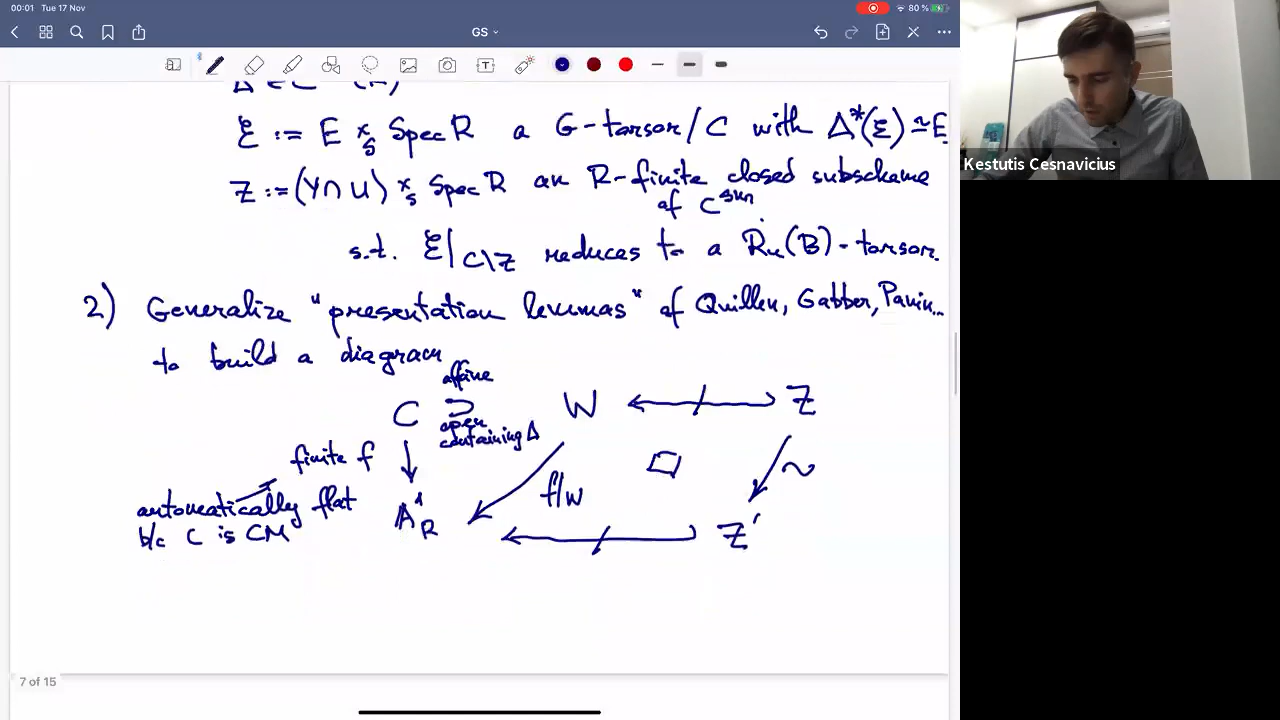 00:01 Tue 17 Nov
80 %
GS
ℰ := E ×_S Spec R a G-torsor/C with Δ*(ℰ) ≃ E
Z := (Y∩U) ×_S Spec R an R-finite closed subscheme
of C^sm
s.t. ℰ|_{C\Z} reduces to a R_u(B)-torsor.
2) Generalize "presentation lemmas" of Quillen, Gabber, Panin...
to build a diagram
affine
C ⊃ W ↩ Z
open
containing Δ
finite f
f|W
~
automatically flat
b/c C is CM
A¹_R ↩ Z'
7 of 15
Kestutis Cesnavicius